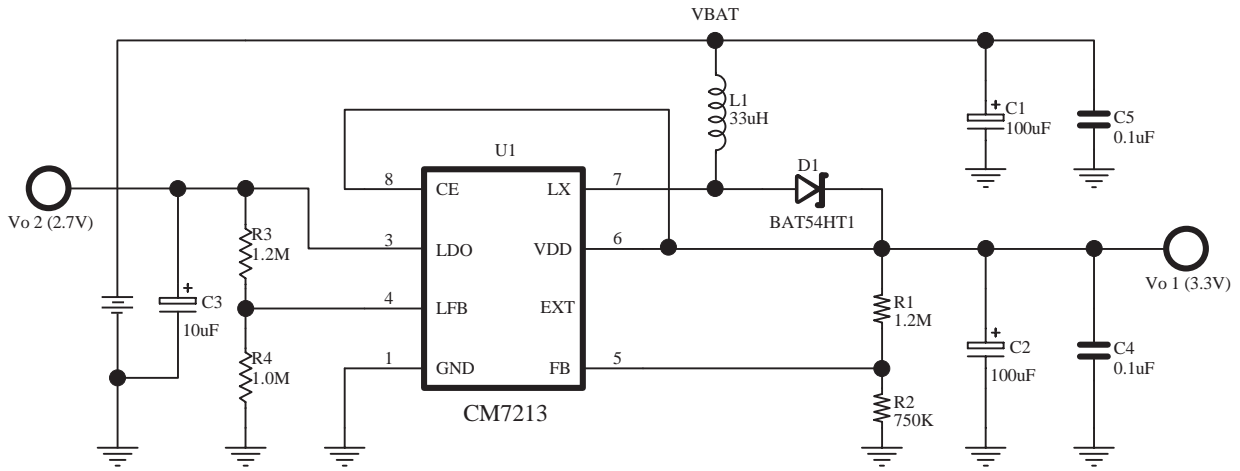 VBAT
L1
33uH
+
C1
100uF
C5
0.1uF
U1
D1
BAT54HT1
8
CE
LX
7
Vo 2 (2.7V)
R3
1.2M
3
LDO
VDD
6
Vo 1 (3.3V)
+
C3
10uF
4
LFB
EXT
R1
1.2M
+
C2
100uF
C4
0.1uF
R4
1.0M
1
GND
FB
5
R2
750K
CM7213